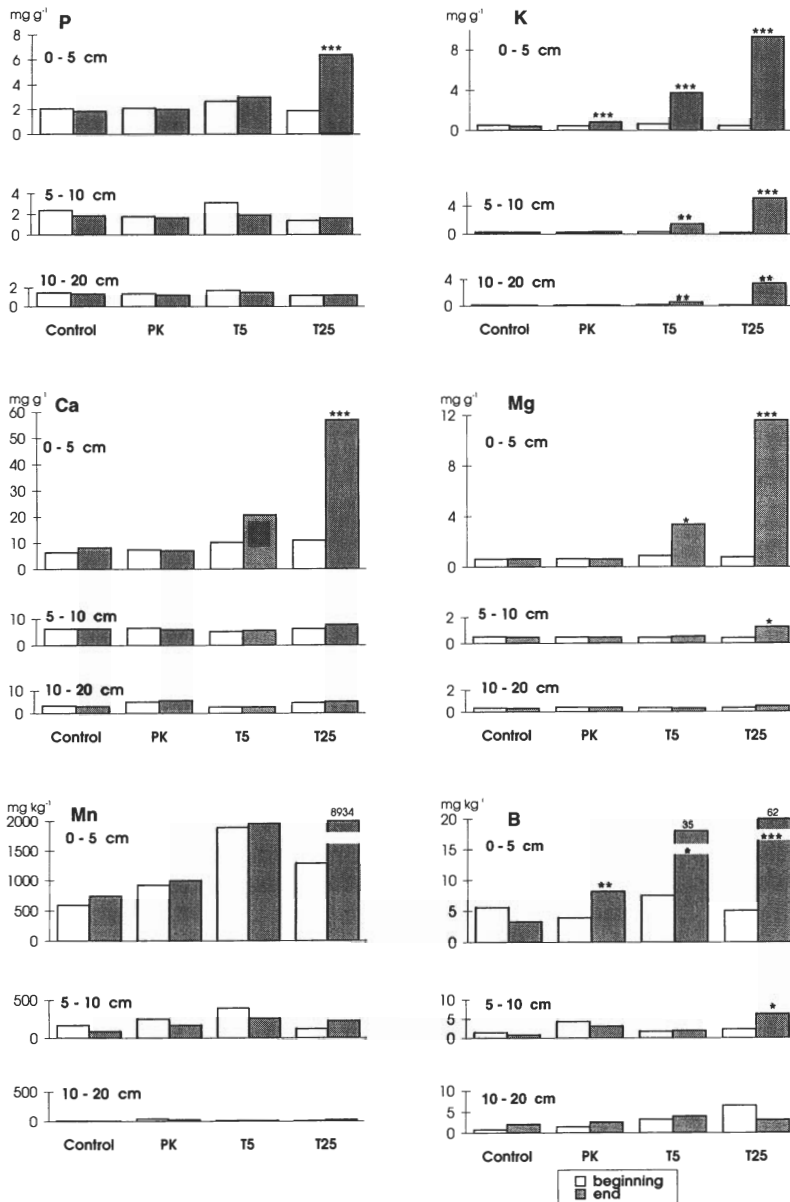 P
mg g⁻¹
8
0 - 5 cm
6
4
2
0
***
4
5 - 10 cm
2
0
2
10 - 20 cm
0
Control PK T5 T25
K
mg g⁻¹
8
0 - 5 cm
4
0
*** *** ***
4
5 - 10 cm
0
** ***
4
10 - 20 cm
0
** **
Control PK T5 T25
Ca
mg g⁻¹
60
50
0 - 5 cm
40
30
20
10
0
***
10
5 - 10 cm
0
10
10 - 20 cm
0
Control PK T5 T25
Mg
mg g⁻¹
12
0 - 5 cm
8
4
0
* ***
2
5 - 10 cm
0
*
2
10 - 20 cm
0
Control PK T5 T25
Mn
mg kg⁻¹
2000
0 - 5 cm
1500
1000
500
0
8934
500
5 - 10 cm
0
500
10 - 20 cm
0
Control PK T5 T25
B
mg kg⁻¹
20
0 - 5 cm
15
10
5
0
35 62
** * ***
10
5 - 10 cm
5
0
*
10
10 - 20 cm
5
0
Control PK T5 T25
beginning
end